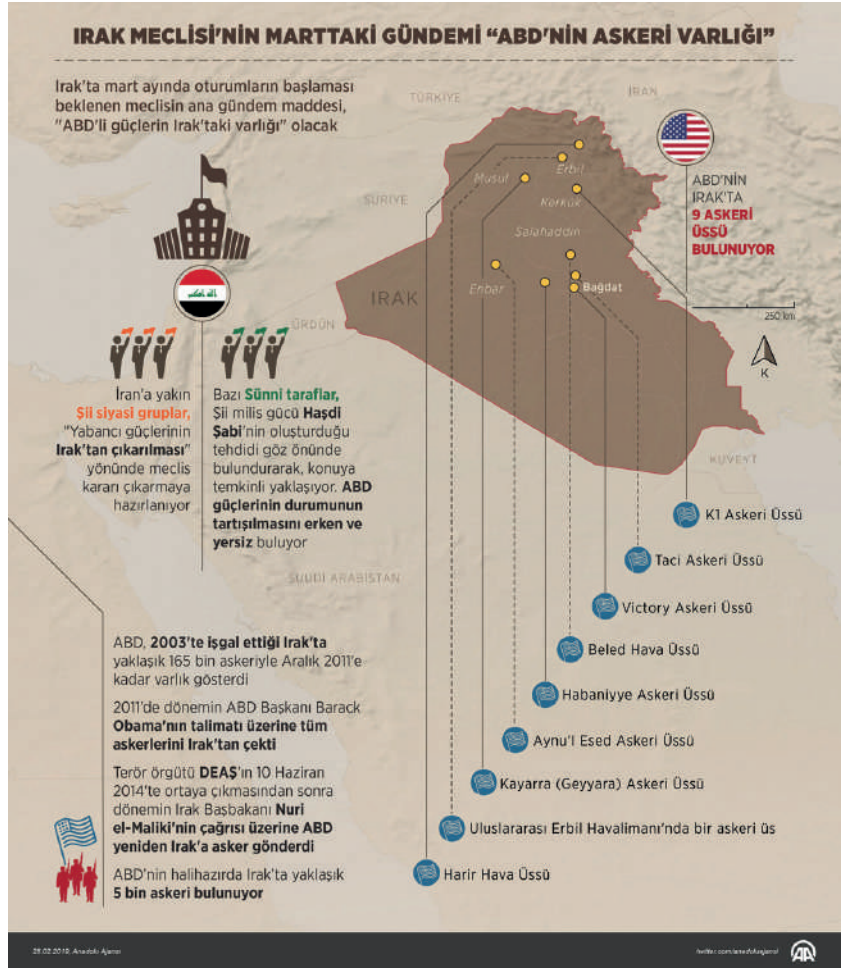 IRAK MECLİSİ'NİN MARTTAKİ GÜNDEMİ “ABD'NİN ASKERİ VARLIĞI”
Irak'ta mart ayında oturumların başlaması
beklenen meclisin ana gündem maddesi,
"ABD'li güçlerin Irak'taki varlığı" olacak
TÜRKİYE
İRAN
SURİYE
ÜRDÜN
SUUDİ ARABİSTAN
KUVEYT
IRAK
Musul
Erbil
Kerkük
Salahaddin
Enbar
Bağdat
ABD'NİN
IRAK'TA
9 ASKERİ
ÜSSÜ
BULUNUYOR
250 km
K
İran'a yakın
Şii siyasi gruplar,
"Yabancı güçlerinin
Irak'tan çıkarılması"
yönünde meclis
kararı çıkarmaya
hazırlanıyor
Bazı Sünni taraflar,
Şii milis gücü Haşdi
Şabi'nin oluşturduğu
tehdidi göz önünde
bulundurarak, konuya
temkinli yaklaşıyor. ABD
güçlerinin durumunun
tartışılmasını erken ve
yersiz buluyor
K1 Askeri Üssü
Taci Askeri Üssü
Victory Askeri Üssü
Beled Hava Üssü
Habaniyye Askeri Üssü
Aynu'l Esed Askeri Üssü
Kayarra (Geyyara) Askeri Üssü
Uluslararası Erbil Havalimanı'nda bir askeri üs
Harir Hava Üssü
ABD, 2003'te işgal ettiği Irak'ta
yaklaşık 165 bin askeriyle Aralık 2011'e
kadar varlık gösterdi
2011'de dönemin ABD Başkanı Barack
Obama'nın talimatı üzerine tüm
askerlerini Irak'tan çekti
Terör örgütü DEAŞ'ın 10 Haziran
2014'te ortaya çıkmasından sonra
dönemin Irak Başbakanı Nuri
el-Maliki'nin çağrısı üzerine ABD
yeniden Irak'a asker gönderdi
ABD'nin halihazırda Irak'ta yaklaşık
5 bin askeri bulunuyor
Anadolu Ajansı
twitter.com/anadoluajansi
AA